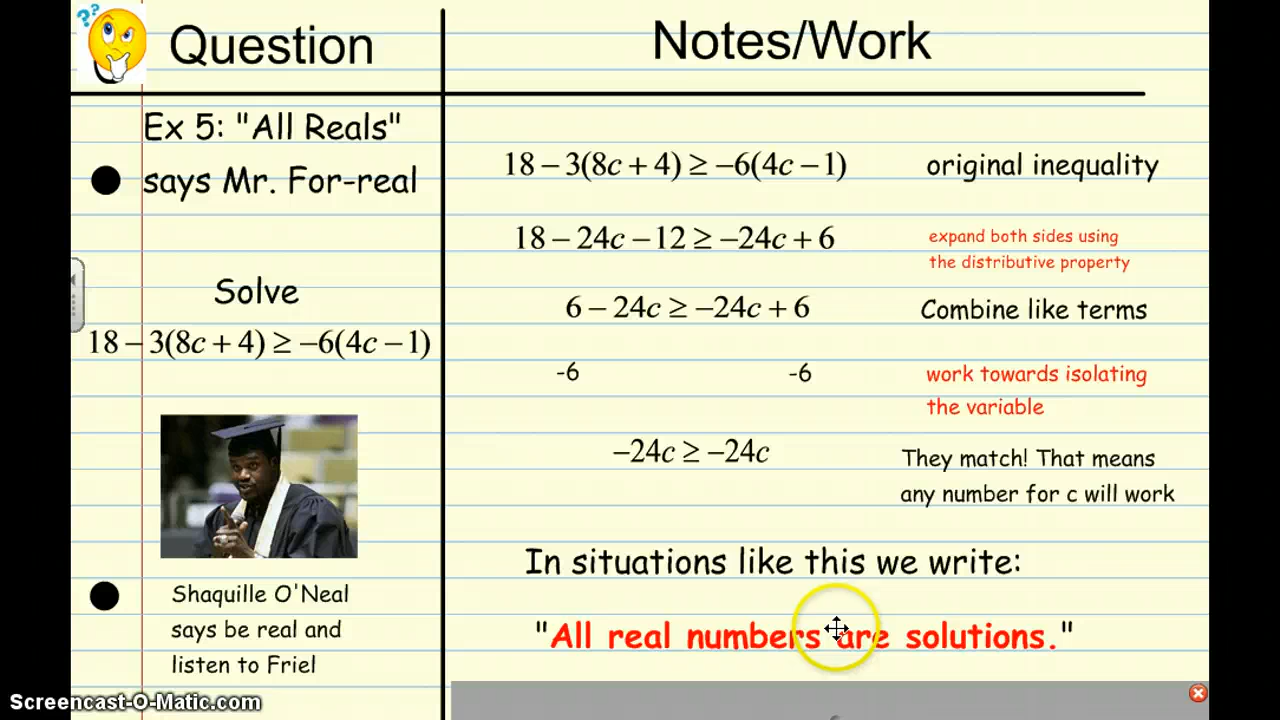 ??
Question
Notes/Work
Ex 5: "All Reals"
says Mr. For-real
Solve
18 − 3(8c + 4) ≥ −6(4c − 1)
Shaquille O'Neal
says be real and
listen to Friel
18 − 3(8c + 4) ≥ −6(4c − 1) original inequality
18 − 24c − 12 ≥ −24c + 6 expand both sides using
the distributive property
6 − 24c ≥ −24c + 6 Combine like terms
-6 -6 work towards isolating
the variable
−24c ≥ −24c They match! That means
any number for c will work
In situations like this we write:
"All real numbers are solutions."
Screencast-O-Matic.com